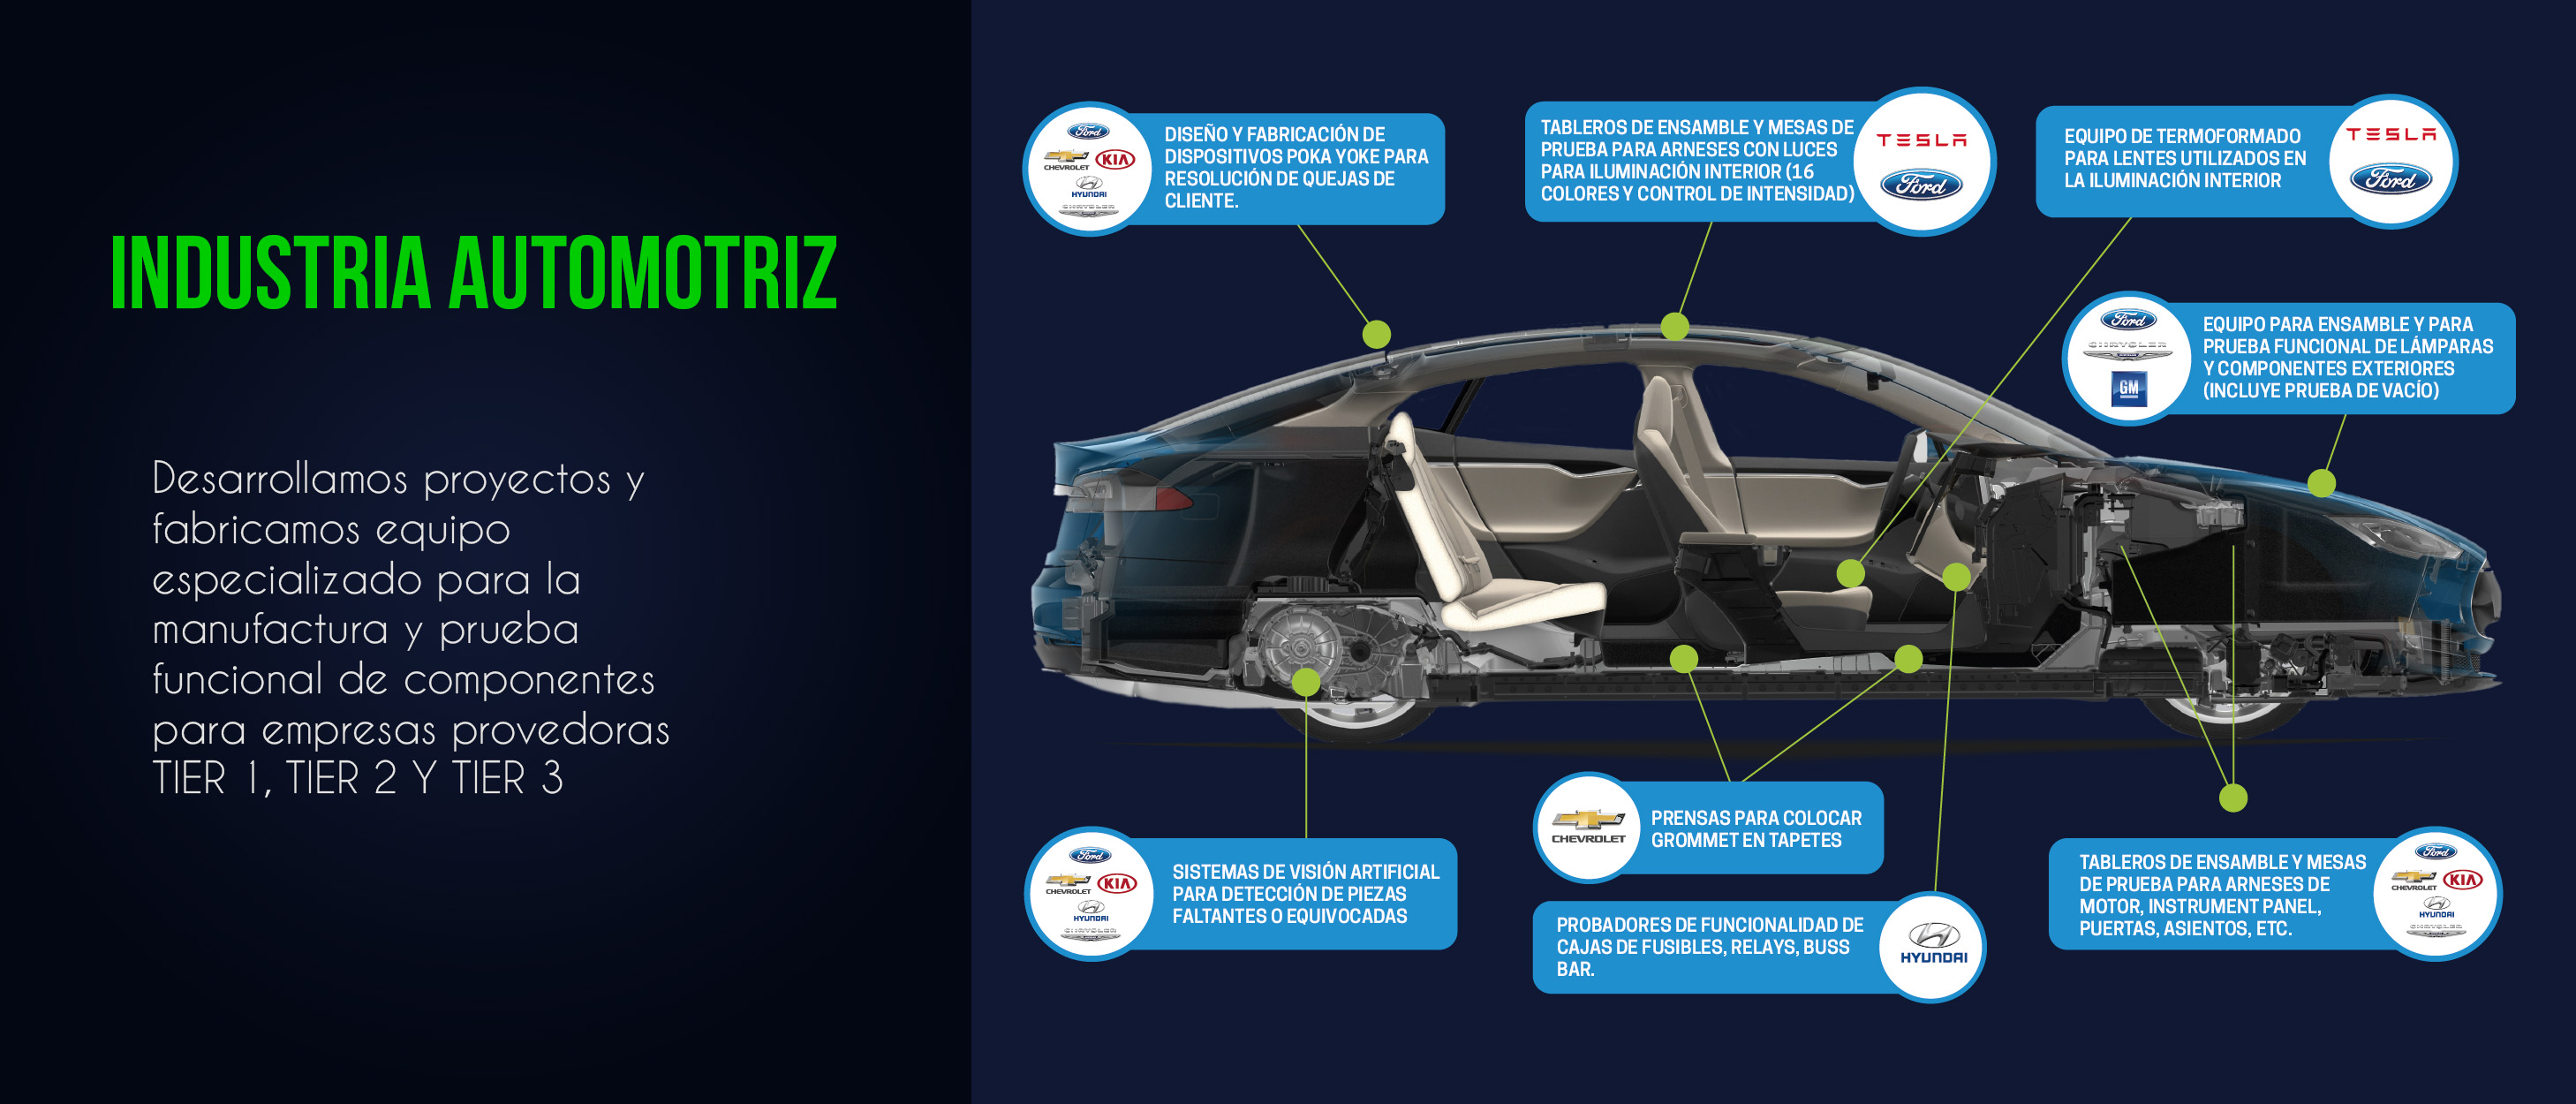 INDUSTRIA AUTOMOTRIZ
Desarrollamos proyectos y
fabricamos equipo
especializado para la
manufactura y prueba
funcional de componentes
para empresas provedoras
TIER 1, TIER 2 Y TIER 3
Ford
CHEVROLET
KIA
HYUNDAI
CHRYSLER
DISEÑO Y FABRICACIÓN DE
DISPOSITIVOS POKA YOKE PARA
RESOLUCIÓN DE QUEJAS DE
CLIENTE.
TABLEROS DE ENSAMBLE Y MESAS DE
PRUEBA PARA ARNESES CON LUCES
PARA ILUMINACIÓN INTERIOR (16
COLORES Y CONTROL DE INTENSIDAD)
TESLA
Ford
EQUIPO DE TERMOFORMADO
PARA LENTES UTILIZADOS EN
LA ILUMINACIÓN INTERIOR
TESLA
Ford
Ford
CHRYSLER
GM
EQUIPO PARA ENSAMBLE Y PARA
PRUEBA FUNCIONAL DE LÁMPARAS
Y COMPONENTES EXTERIORES
(INCLUYE PRUEBA DE VACÍO)
Ford
CHEVROLET
KIA
HYUNDAI
CHRYSLER
SISTEMAS DE VISIÓN ARTIFICIAL
PARA DETECCIÓN DE PIEZAS
FALTANTES O EQUIVOCADAS
CHEVROLET
PRENSAS PARA COLOCAR
GROMMET EN TAPETES
PROBADORES DE FUNCIONALIDAD DE
CAJAS DE FUSIBLES, RELAYS, BUSS
BAR.
HYUNDAI
TABLEROS DE ENSAMBLE Y MESAS
DE PRUEBA PARA ARNESES DE
MOTOR, INSTRUMENT PANEL,
PUERTAS, ASIENTOS, ETC.
Ford
CHEVROLET
KIA
HYUNDAI
CHRYSLER